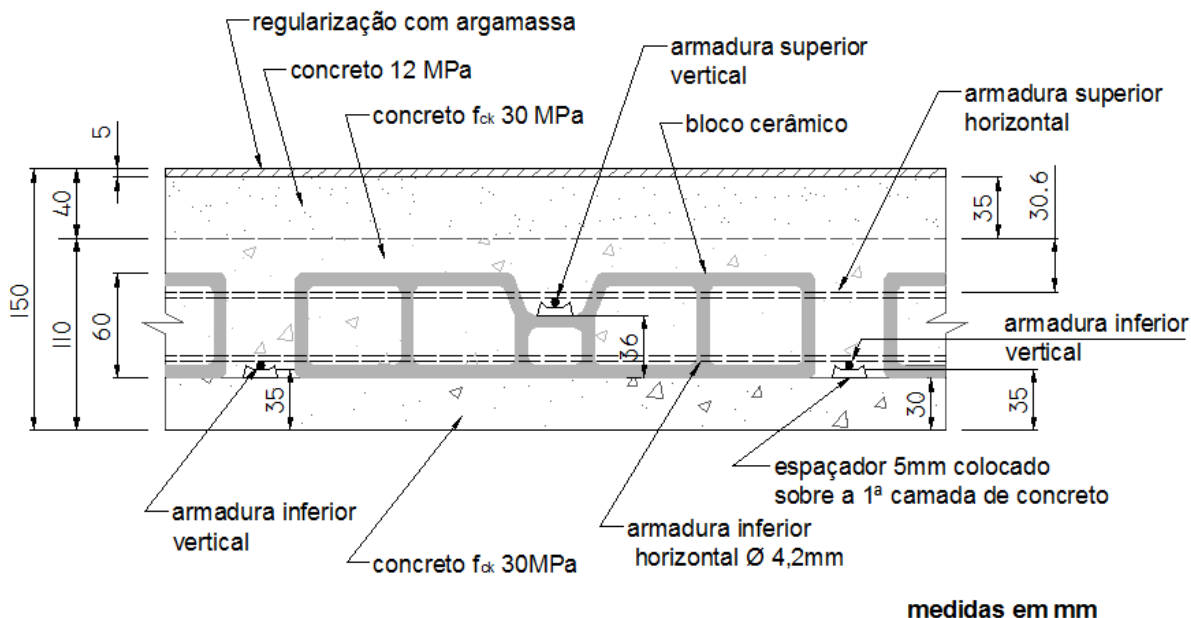 regularização com argamassa
armadura superior
vertical
concreto 12 MPa
armadura superior
horizontal
concreto fck 30 MPa
bloco cerâmico
5
40
35
30.6
150
110
60
36
armadura inferior
vertical
35
30
35
espaçador 5mm colocado
sobre a 1ª camada de concreto
armadura inferior
vertical
armadura inferior
horizontal Ø 4,2mm
concreto fck 30MPa
medidas em mm